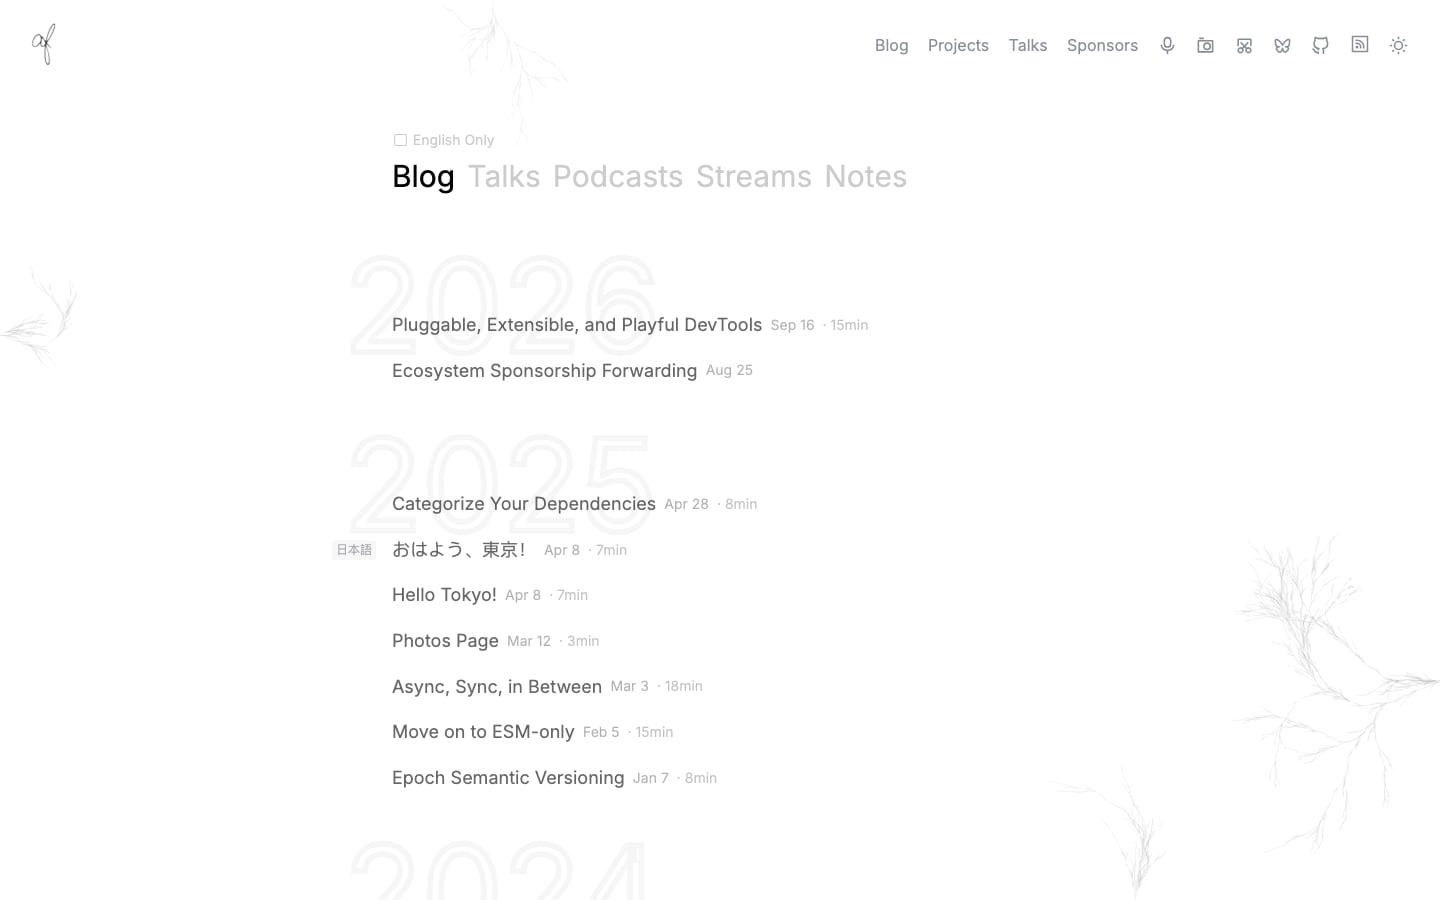 af
Blog Projects Talks Sponsors
English Only
Blog Talks Podcasts Streams Notes
2026
Pluggable, Extensible, and Playful DevTools Sep 16 · 15min
Ecosystem Sponsorship Forwarding Aug 25
2025
Categorize Your Dependencies Apr 28 · 8min
日本語 おはよう、東京！ Apr 8 · 7min
Hello Tokyo! Apr 8 · 7min
Photos Page Mar 12 · 3min
Async, Sync, in Between Mar 3 · 18min
Move on to ESM-only Feb 5 · 15min
Epoch Semantic Versioning Jan 7 · 8min
2024